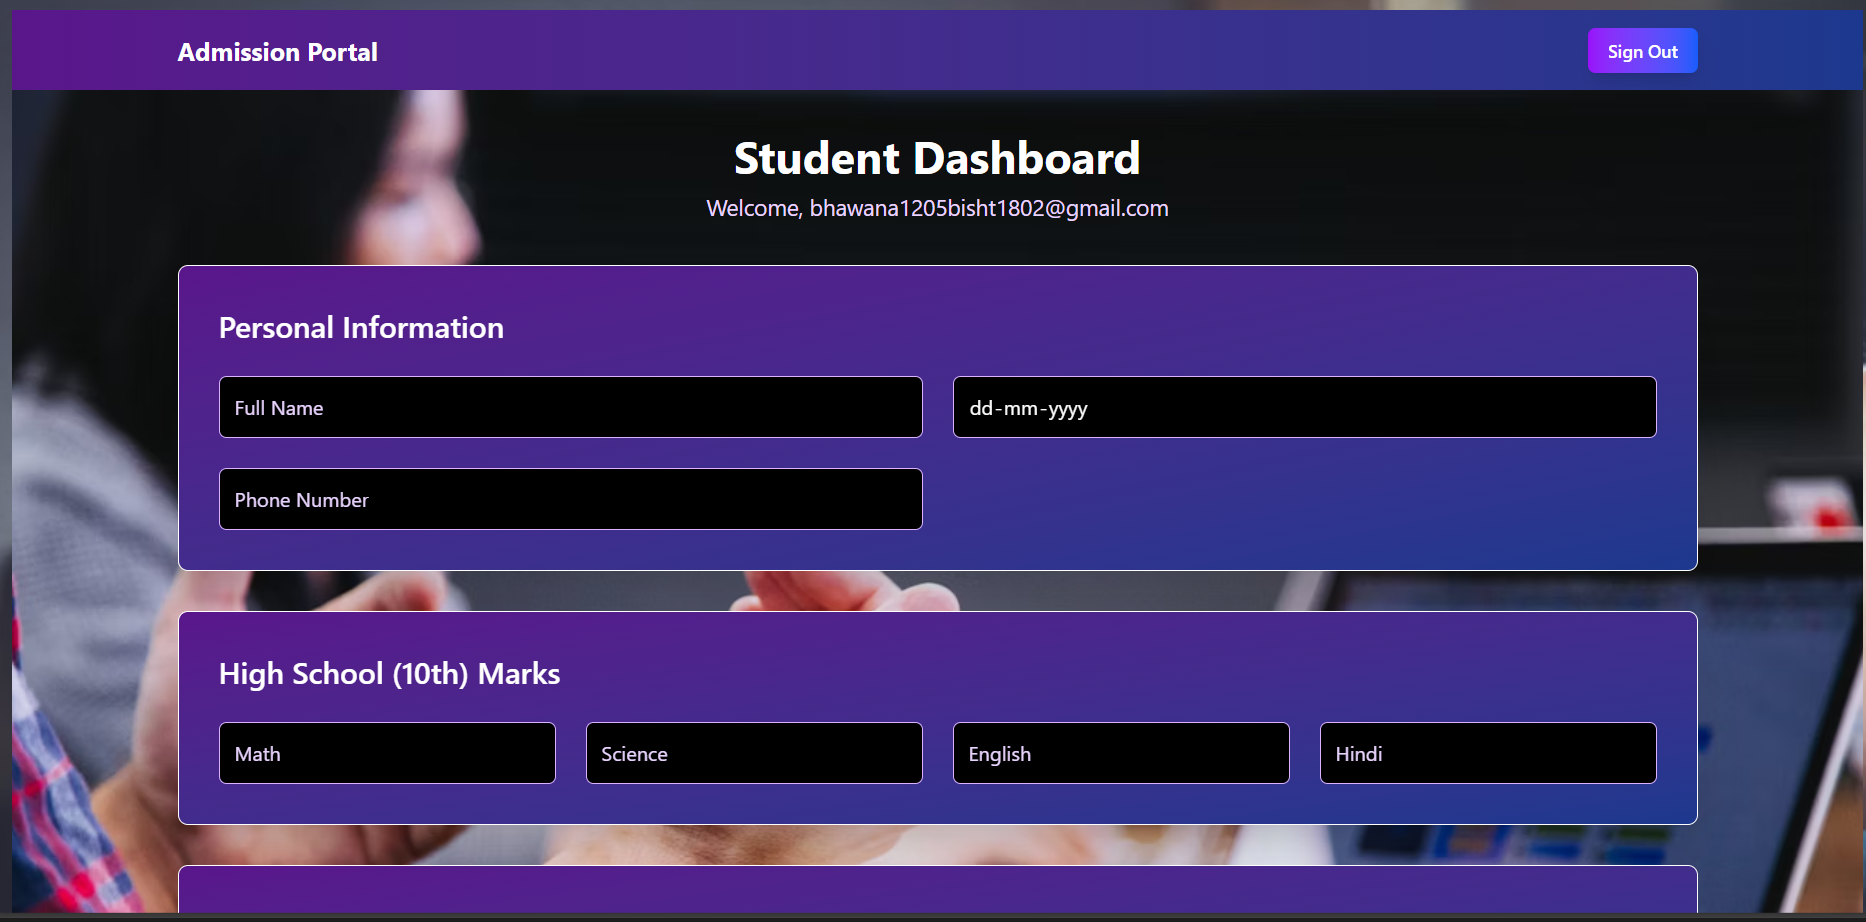 Admission Portal
Sign Out
Student Dashboard
Welcome, bhawana1205bisht1802@gmail.com
Personal Information
Full Name
dd-mm-yyyy
Phone Number
High School (10th) Marks
Math
Science
English
Hindi